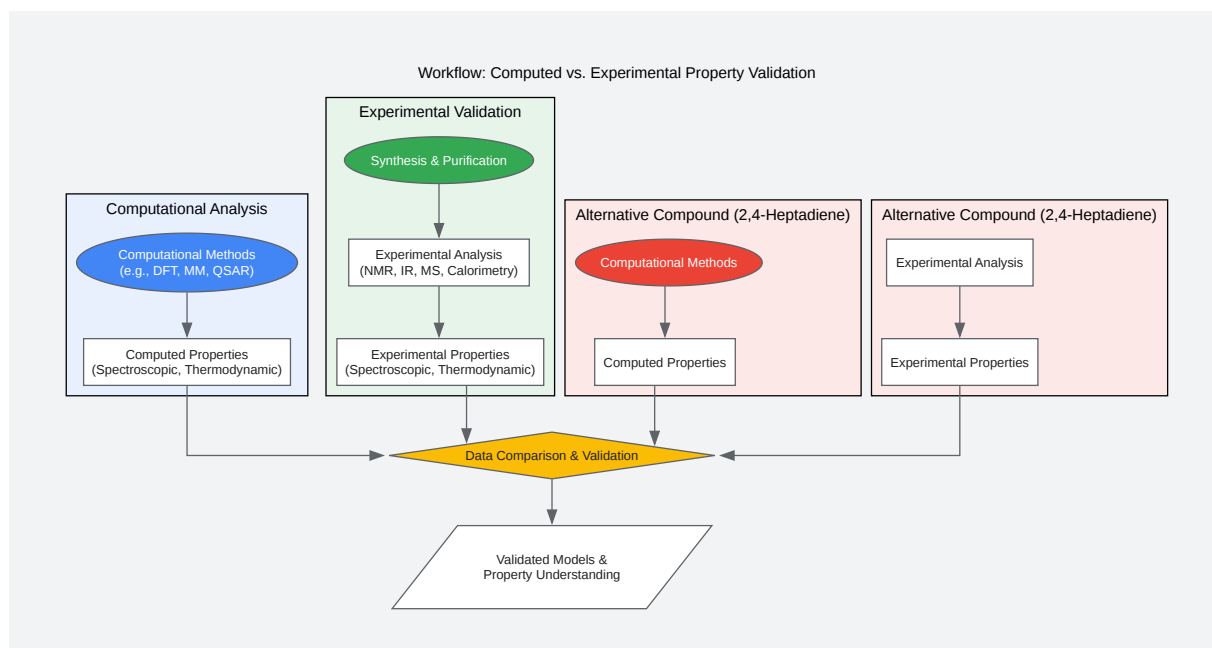 Workflow: Computed vs. Experimental Property Validation
Experimental Validation
Synthesis & Purification
Experimental Analysis
(NMR, IR, MS, Calorimetry)
Experimental Properties
(Spectroscopic, Thermodynamic)
Computational Analysis
Computational Methods
(e.g., DFT, MM, QSAR)
Computed Properties
(Spectroscopic, Thermodynamic)
Alternative Compound (2,4-Heptadiene)
Computational Methods
Computed Properties
Alternative Compound (2,4-Heptadiene)
Experimental Analysis
Experimental Properties
Data Comparison & Validation
Validated Models &
Property Understanding